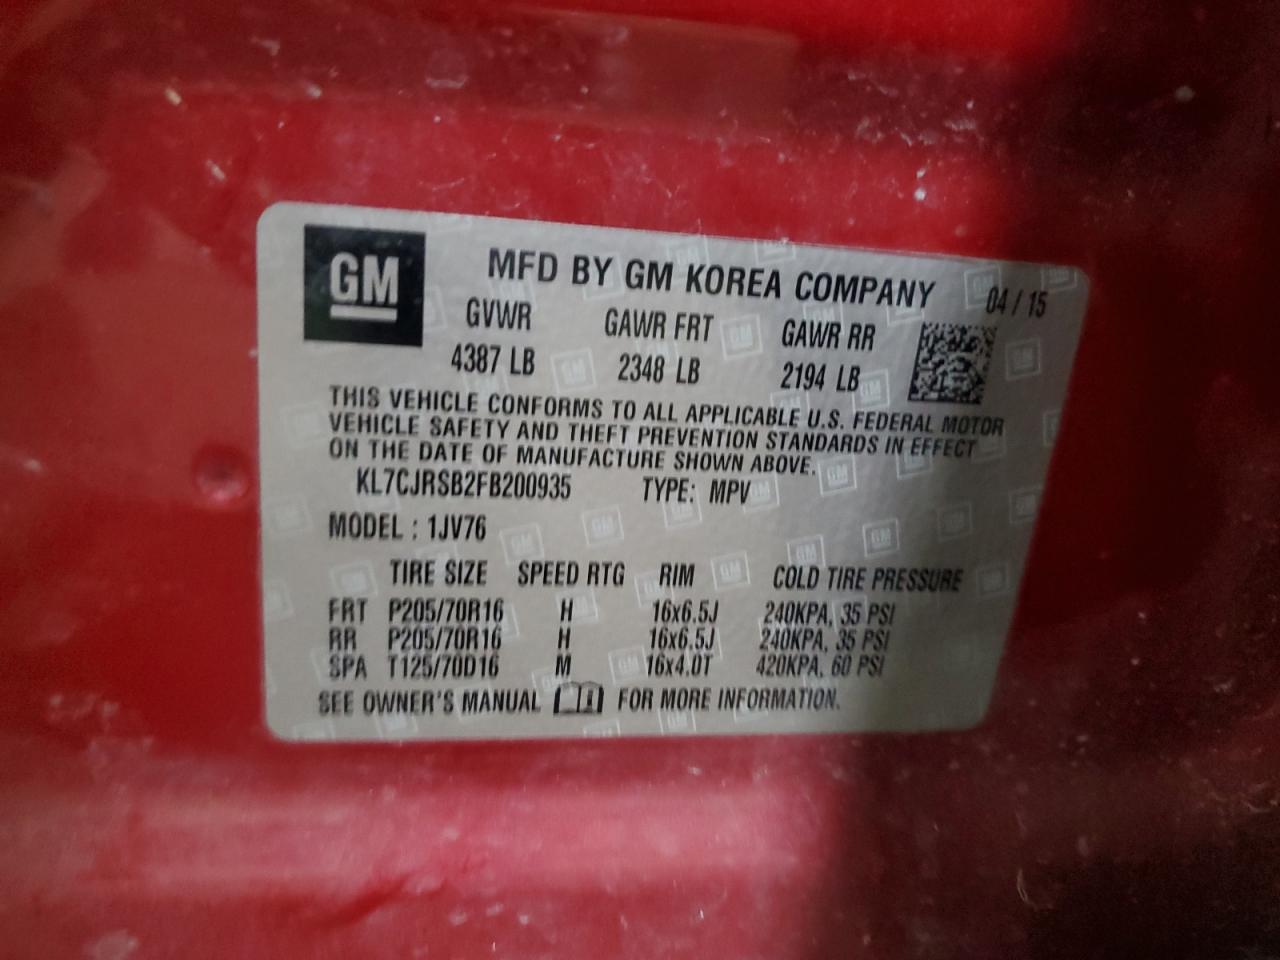 GM
MFD BY GM KOREA COMPANY 04 / 15
GVWR GAWR FRT GAWR RR
4387 LB 2348 LB 2194 LB
THIS VEHICLE CONFORMS TO ALL APPLICABLE U.S. FEDERAL MOTOR
VEHICLE SAFETY AND THEFT PREVENTION STANDARDS IN EFFECT
ON THE DATE OF MANUFACTURE SHOWN ABOVE.
KL7CJRSB2FB200935 TYPE: MPV
MODEL : 1JV76
TIRE SIZE SPEED RTG RIM COLD TIRE PRESSURE
FRT P205/70R16 H 16x6.5J 240KPA, 35 PSI
RR P205/70R16 H 16x6.5J 240KPA, 35 PSI
SPA T125/70D16 M 16x4.0T 420KPA, 60 PSI
SEE OWNER'S MANUAL FOR MORE INFORMATION.